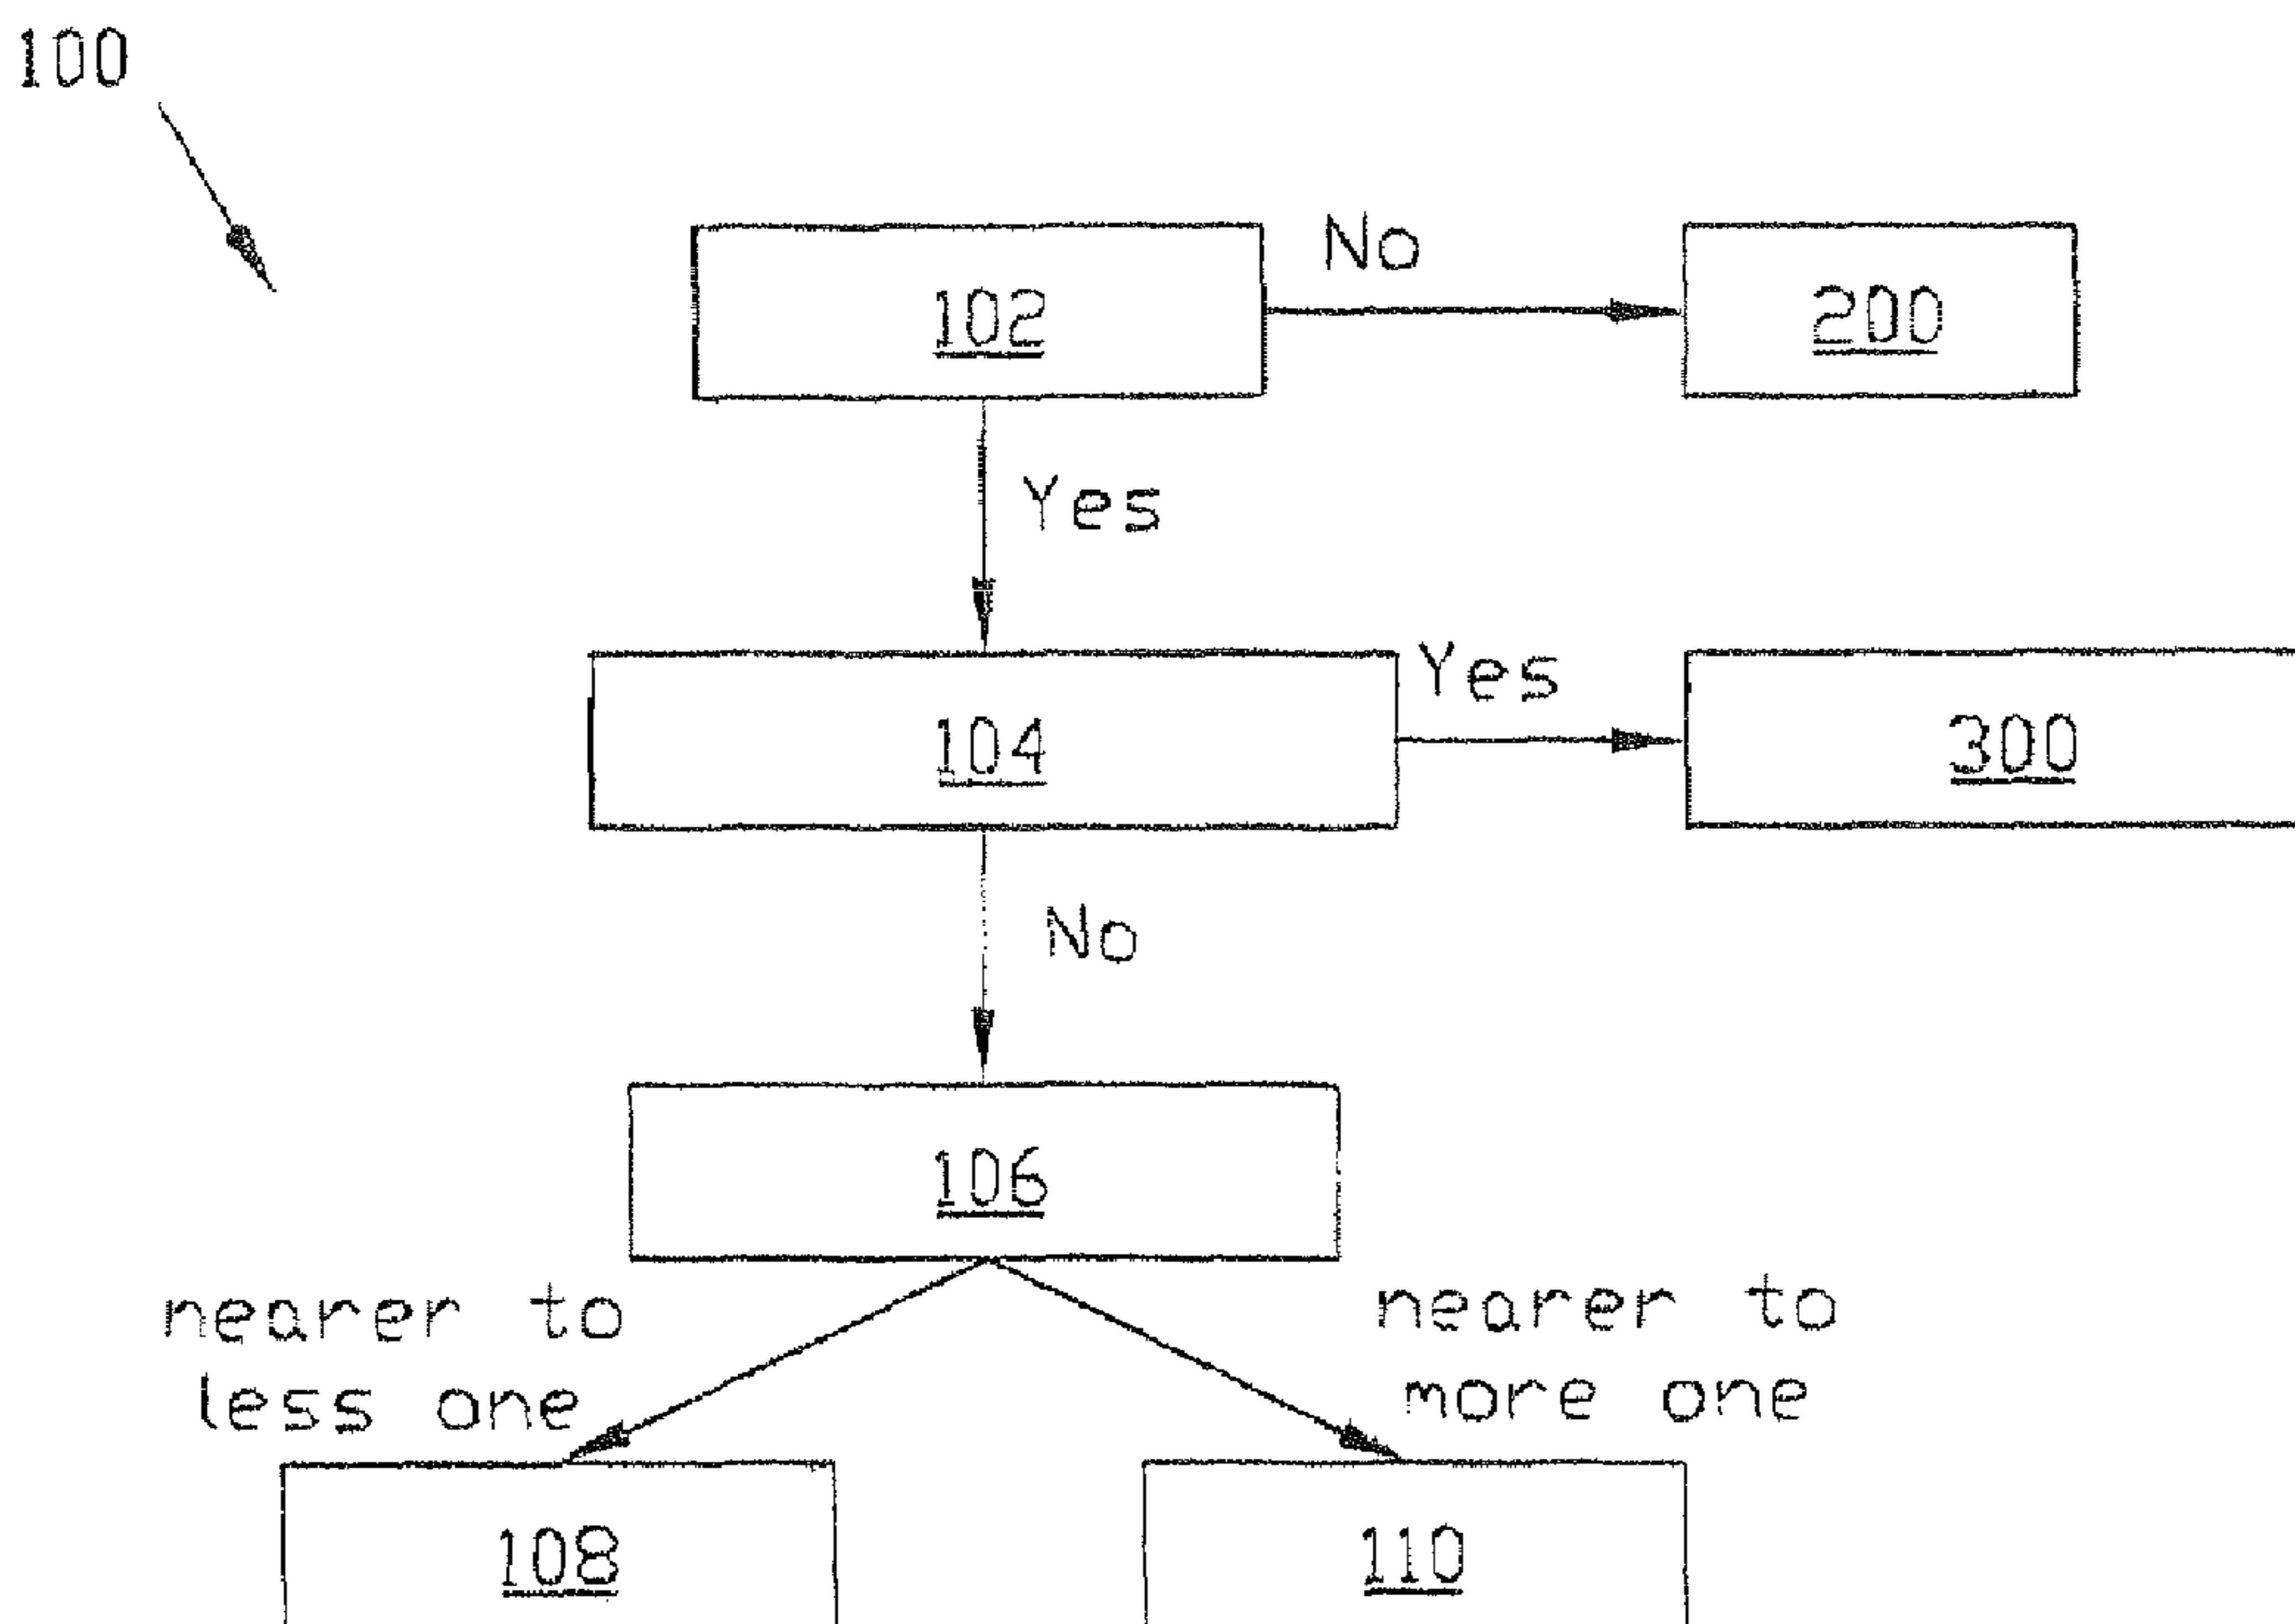 100
No
102
200
Yes
Yes
104
300
No
106
nearer to
less one
nearer to
more one
108
110